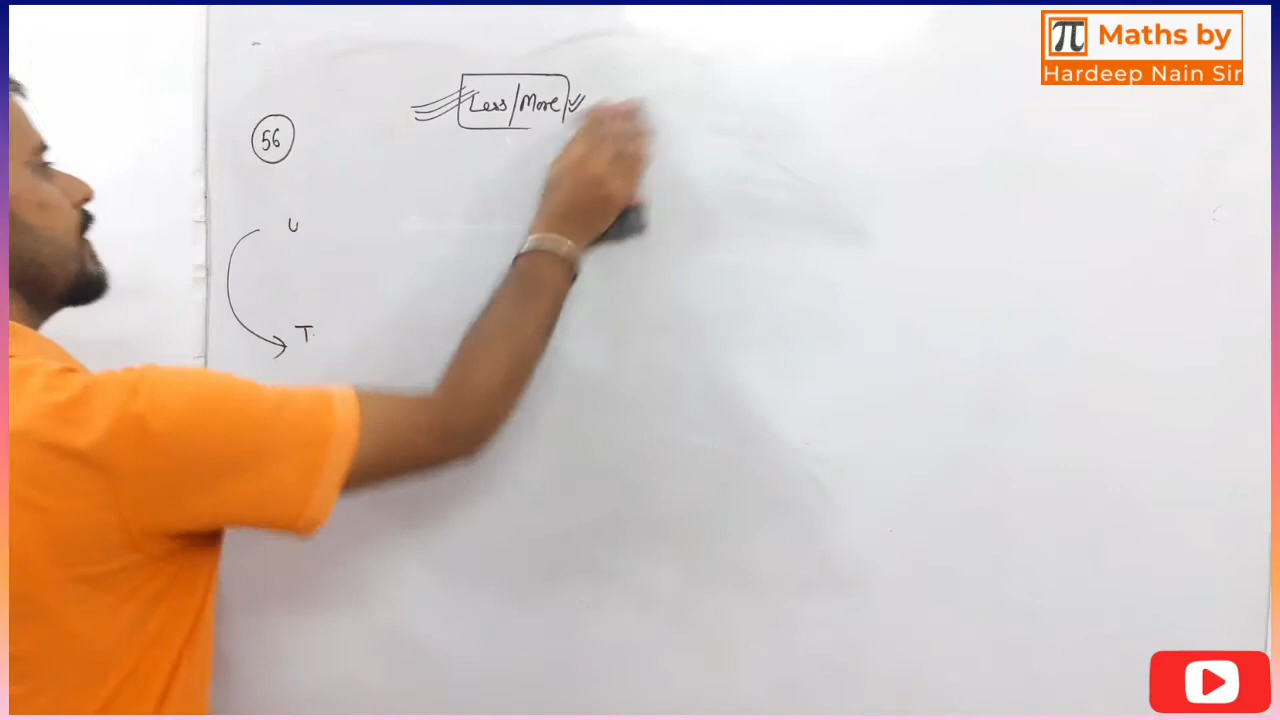 π Maths by
Hardeep Nain Sir
Less/More
56
U
T